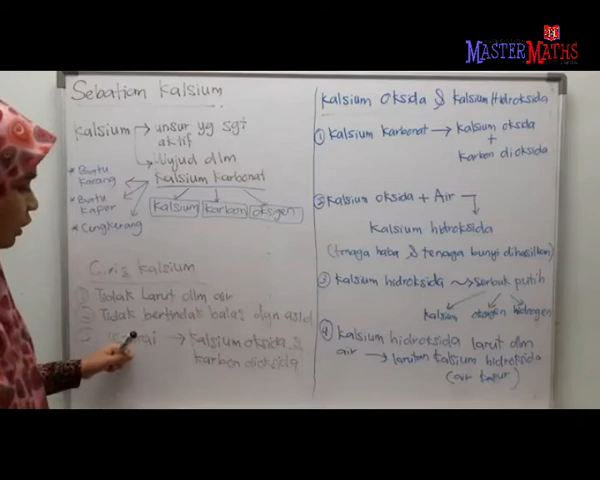 MASTERMATHS
Sebatian Kalsium
Kalsium → unsur yg sgt
aktif
→ Wujud dlm
Kalsium karbonat
* Batu
karang
* Batu
kapur
* Cengkerang
Kalsium karbon oksigen
Ciri2 kalsium
① Tidak larut dlm air
② Tidak bertindak balas dgn asid
→ Kalsium oksida &
karbon dioksida
Kalsium Oksida & Kalsium Hidroksida
① Kalsium karbonat → kalsium oksida
+
karbon dioksida
② Kalsium oksida + Air
Kalsium hidroksida
(tenaga haba & tenaga bunyi dihasilkan)
③ Kalsium hidroksida → serbuk putih
kalsium oksigen hidrogen
④ Kalsium hidroksida larut dlm
air → larutan kalsium hidroksida
(air kapur)